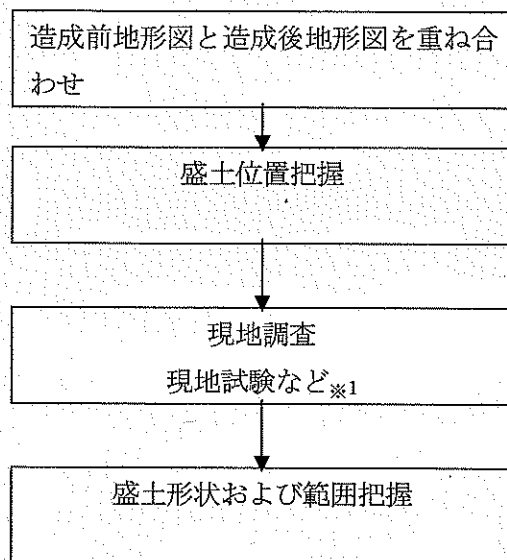 造成前地形図と造成後地形図を重ね合
わせ
盛土位置把握
現地調査
現地試験など※1
盛土形状および範囲把握